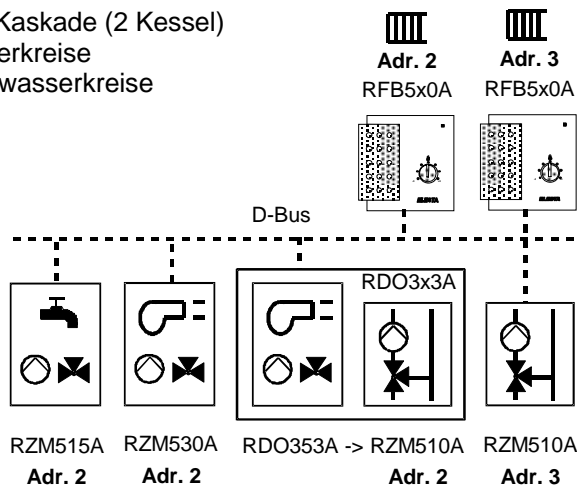 Kaskade (2 Kessel)
erkreise
wasserkreise
Adr. 2
Adr. 3
RFB5x0A
RFB5x0A
D-Bus
RDO3x3A
RZM515A
RZM530A
RDO353A -> RZM510A
RZM510A
Adr. 2
Adr. 2
Adr. 2
Adr. 3